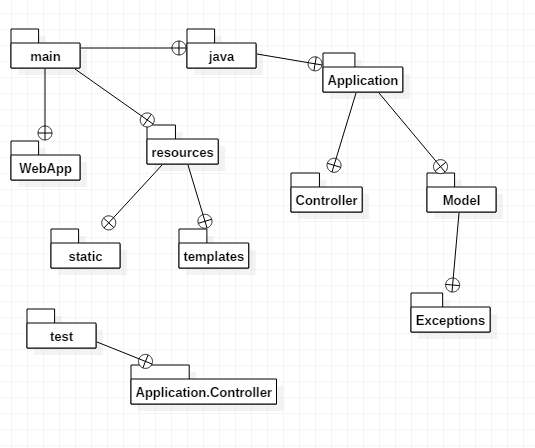 main
java
Application
WebApp
resources
Controller
Model
static
templates
Exceptions
test
Application.Controller